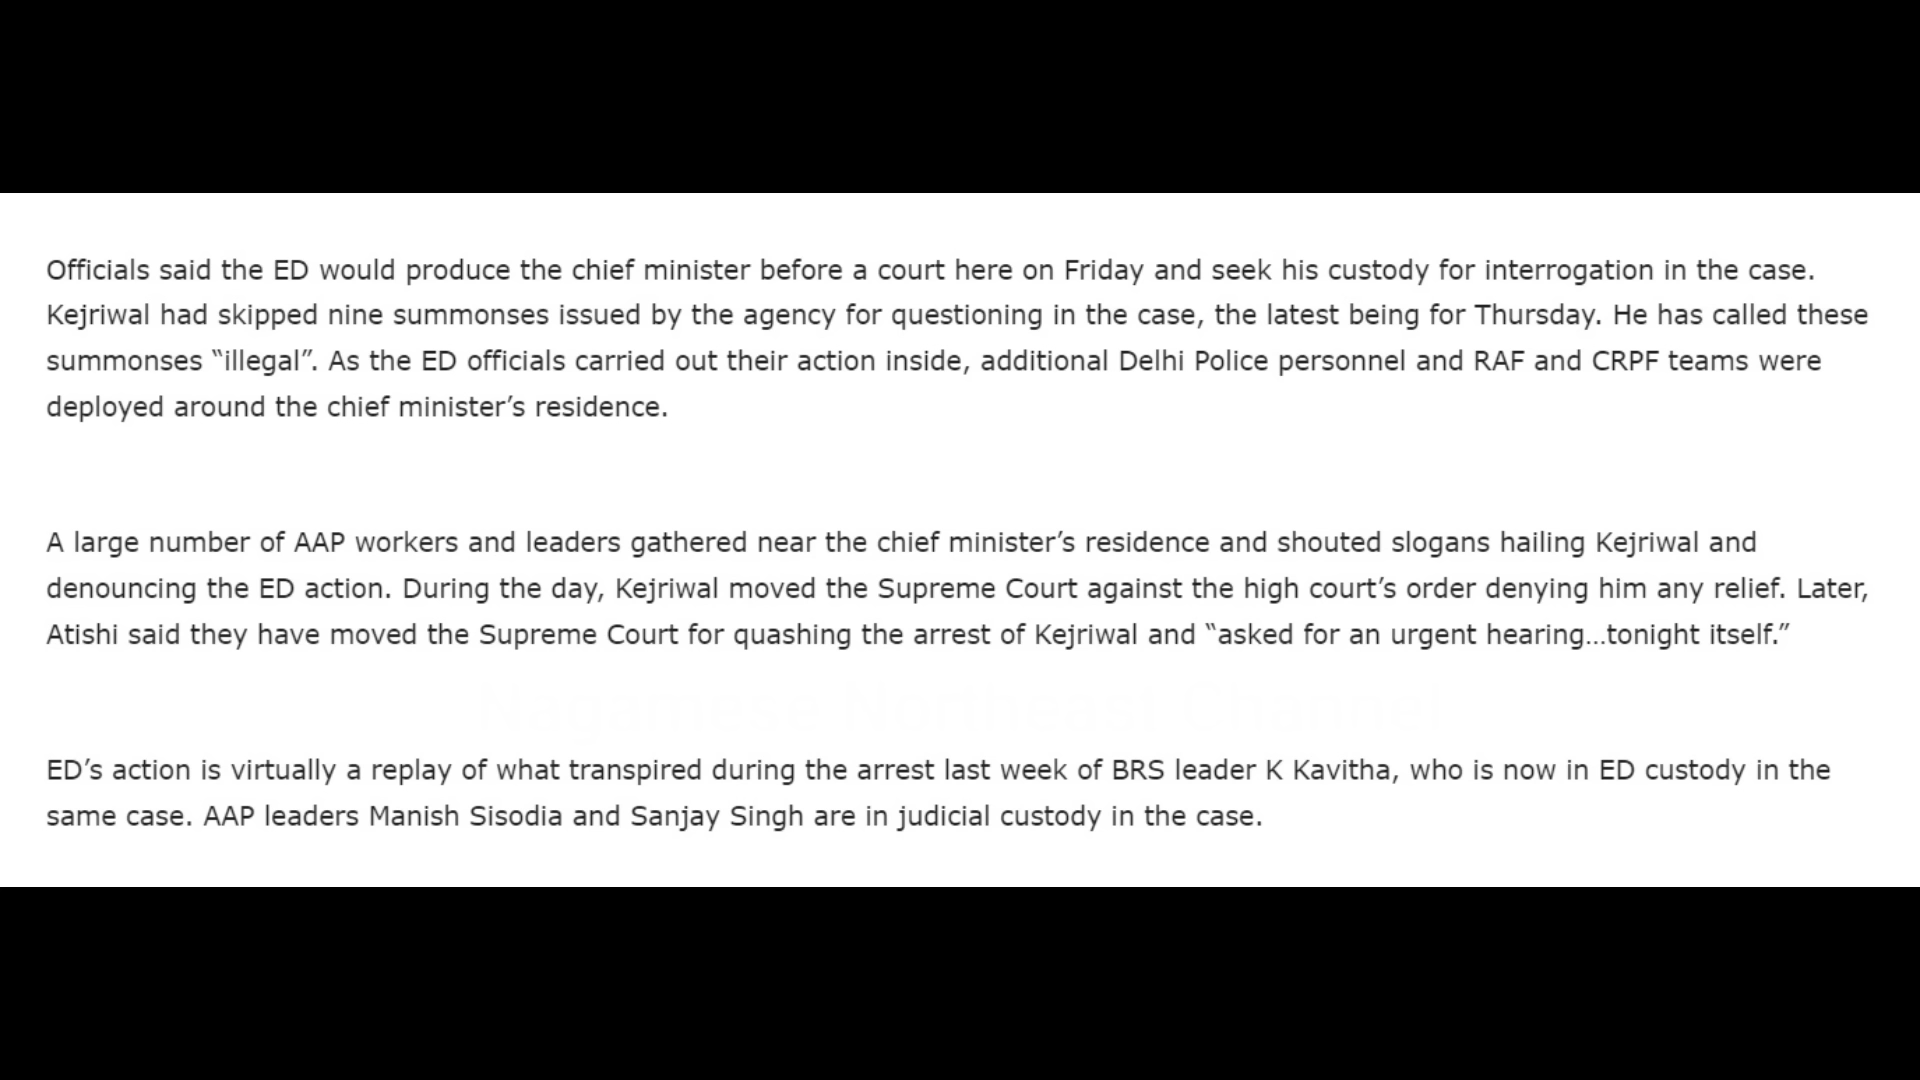 Officials said the ED would produce the chief minister before a court here on Friday and seek his custody for interrogation in the case.
Kejriwal had skipped nine summonses issued by the agency for questioning in the case, the latest being for Thursday. He has called these
summonses “illegal”. As the ED officials carried out their action inside, additional Delhi Police personnel and RAF and CRPF teams were
deployed around the chief minister’s residence.
A large number of AAP workers and leaders gathered near the chief minister’s residence and shouted slogans hailing Kejriwal and
denouncing the ED action. During the day, Kejriwal moved the Supreme Court against the high court’s order denying him any relief. Later,
Atishi said they have moved the Supreme Court for quashing the arrest of Kejriwal and “asked for an urgent hearing...tonight itself.”
Nagamese Northeast Channel
ED’s action is virtually a replay of what transpired during the arrest last week of BRS leader K Kavitha, who is now in ED custody in the
same case. AAP leaders Manish Sisodia and Sanjay Singh are in judicial custody in the case.